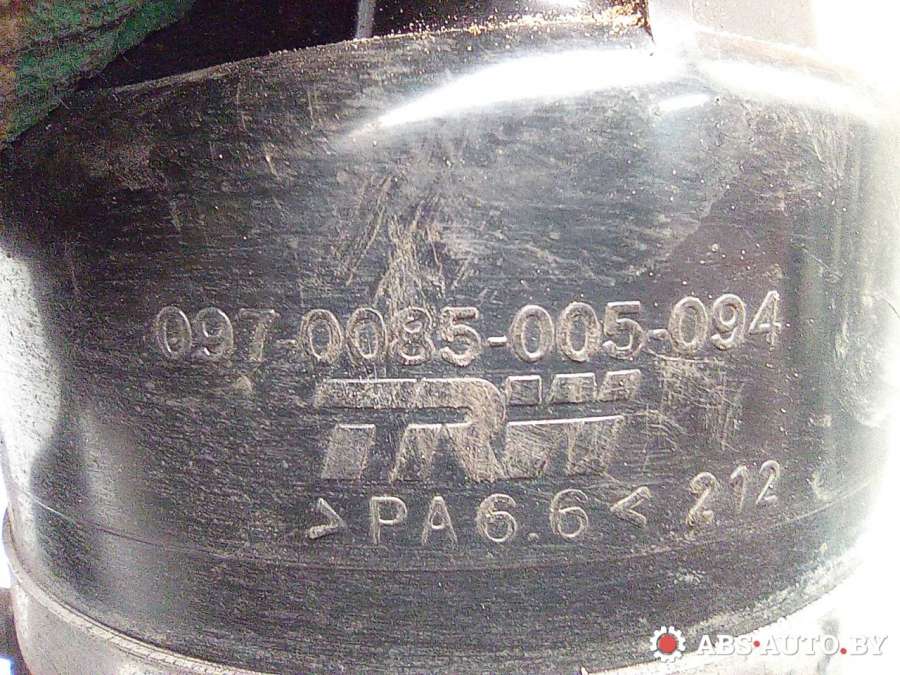 097-0085-005-094
TRW
>PA6.6< 212
ABS-AUTO.BY